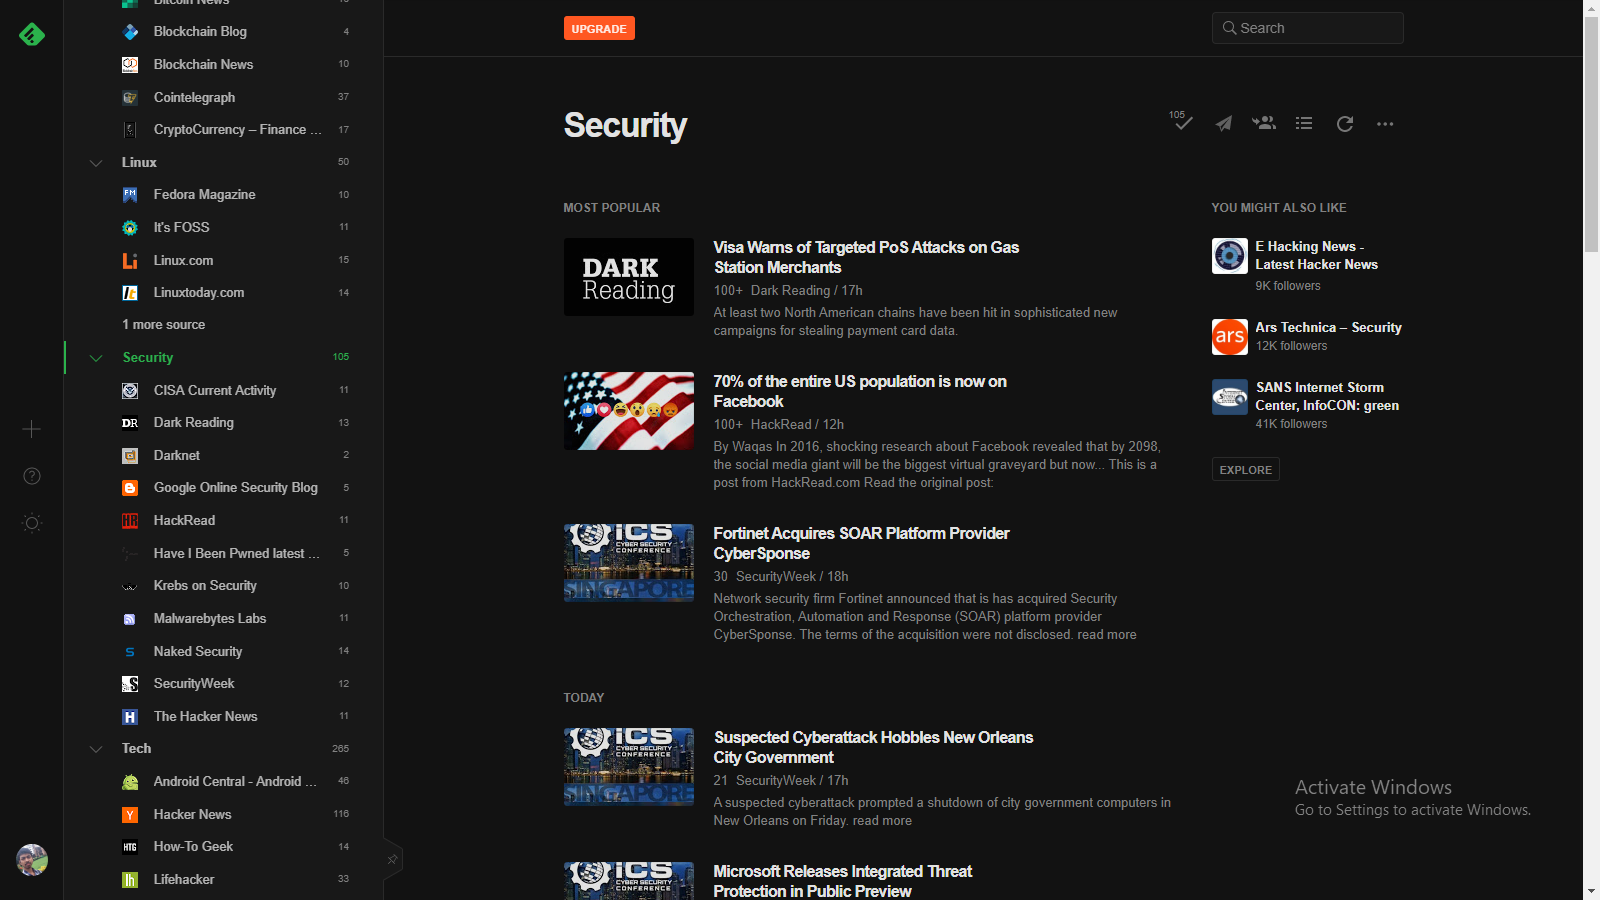 Bitcoin News
Blockchain Blog 4
Blockchain News 10
Cointelegraph 37
CryptoCurrency – Finance ... 17
Linux 50
Fedora Magazine 10
It's FOSS 11
Linux.com 15
Linuxtoday.com 14
1 more source
Security 105
CISA Current Activity 11
Dark Reading 13
Darknet 2
Google Online Security Blog 5
HackRead 11
Have I Been Pwned latest ... 5
Krebs on Security 10
Malwarebytes Labs 11
Naked Security 14
SecurityWeek 12
The Hacker News 11
Tech 265
Android Central - Android ... 46
Hacker News 116
How-To Geek 14
Lifehacker 33
UPGRADE
Search
Security
105
MOST POPULAR
DARK
Reading
Visa Warns of Targeted PoS Attacks on Gas
Station Merchants
100+ Dark Reading / 17h
At least two North American chains have been hit in sophisticated new
campaigns for stealing payment card data.
70% of the entire US population is now on
Facebook
100+ HackRead / 12h
By Waqas In 2016, shocking research about Facebook revealed that by 2098,
the social media giant will be the biggest virtual graveyard but now... This is a
post from HackRead.com Read the original post:
ICS
CYBER SECURITY
CONFERENCE
SINGAPORE
Fortinet Acquires SOAR Platform Provider
CyberSponse
30 SecurityWeek / 18h
Network security firm Fortinet announced that is has acquired Security
Orchestration, Automation and Response (SOAR) platform provider
CyberSponse. The terms of the acquisition were not disclosed. read more
TODAY
ICS
CYBER SECURITY
CONFERENCE
SINGAPORE
Suspected Cyberattack Hobbles New Orleans
City Government
21 SecurityWeek / 17h
A suspected cyberattack prompted a shutdown of city government computers in
New Orleans on Friday. read more
ICS
CYBER SECURITY
CONFERENCE
Microsoft Releases Integrated Threat
Protection in Public Preview
YOU MIGHT ALSO LIKE
E Hacking News -
Latest Hacker News
9K followers
ars
Ars Technica – Security
12K followers
SANS Internet Storm
Center, InfoCON: green
41K followers
EXPLORE
Activate Windows
Go to Settings to activate Windows.